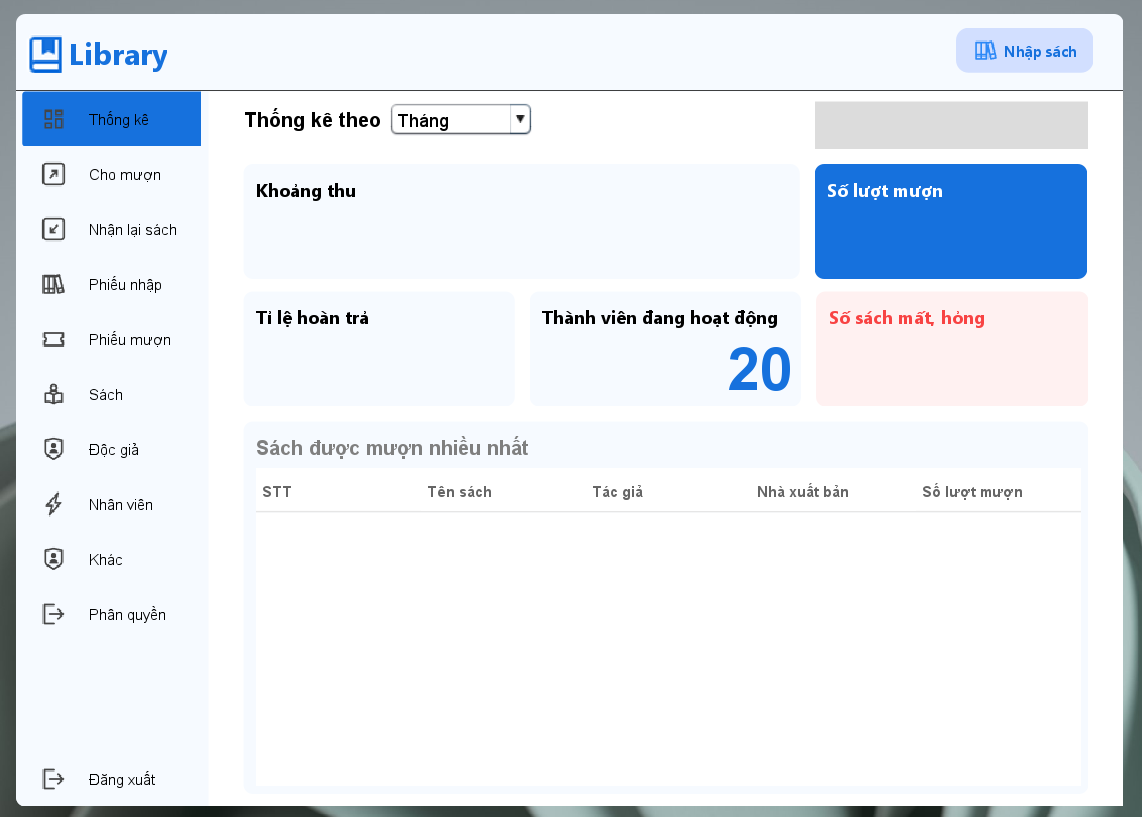 Library
Nhập sách
Thống kê
Cho mượn
Nhận lại sách
Phiếu nhập
Phiếu mượn
Sách
Độc giả
Nhân viên
Khác
Phân quyền
Đăng xuất
Thống kê theo Tháng
Khoảng thu
Số lượt mượn
Tỉ lệ hoàn trả
Thành viên đang hoạt động
20
Số sách mất, hỏng
Sách được mượn nhiều nhất
STT Tên sách Tác giả Nhà xuất bản Số lượt mượn